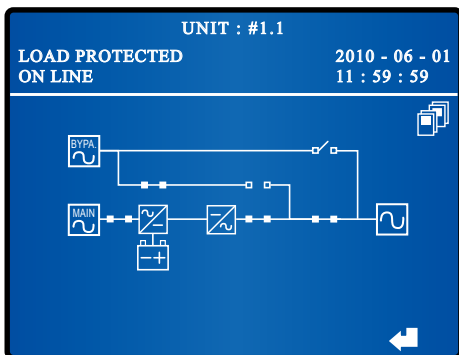 UNIT : #1.1
LOAD PROTECTED
2010 - 06 - 01
ON LINE
11 : 59 : 59
BYPA.
MAIN